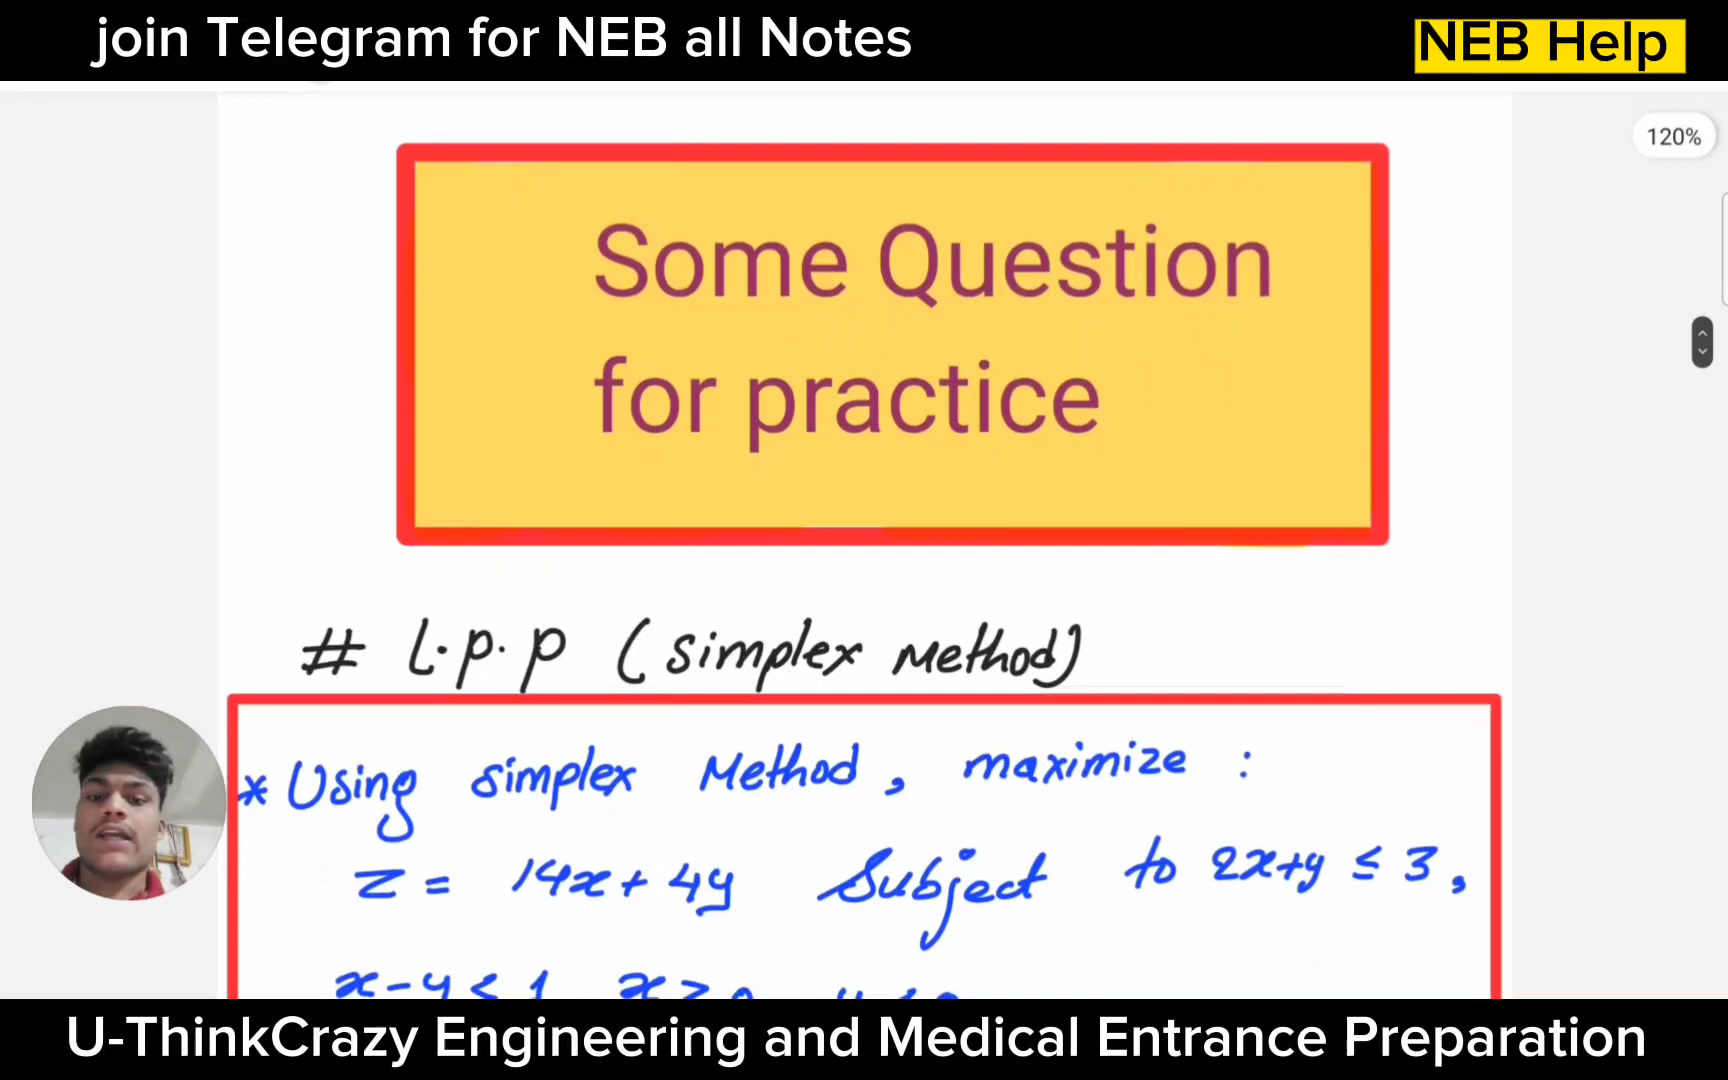 join Telegram for NEB all Notes
NEB Help
120%
Some Question
for practice
# L.P.P (simplex Method)
* Using simplex Method, maximize :
z = 14x + 4y Subject to 2x+y ≤ 3,
x-y ≤ 1
U-ThinkCrazy Engineering and Medical Entrance Preparation